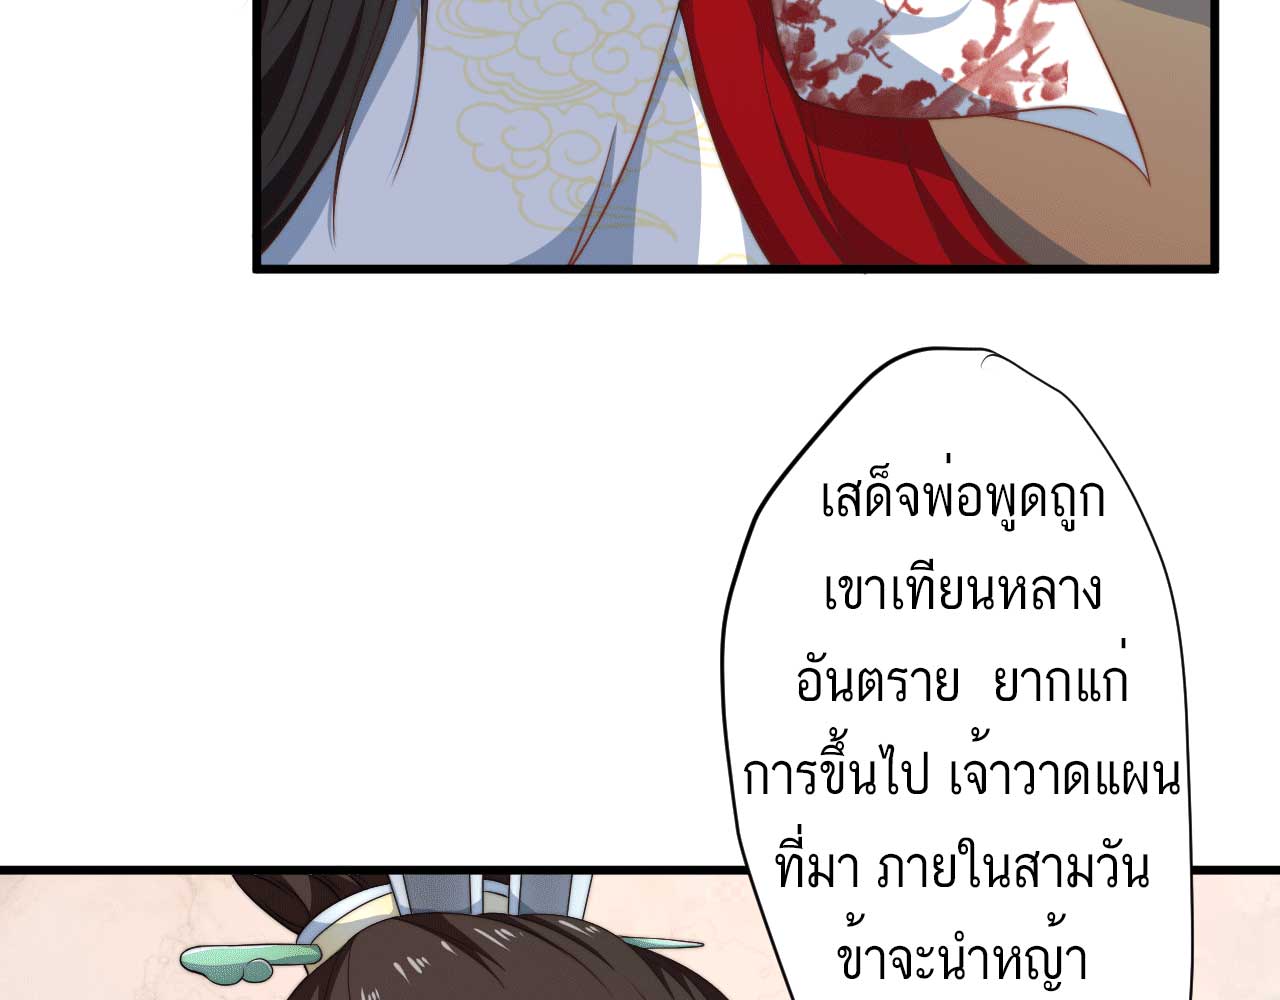 เสด็จพ่อพูดถูก
เขาเทียนหลาง
อันตราย ยากแก่
การขึ้นไป เจ้าวาดแผน
ที่มา ภายในสามวัน
ข้าจะนำหญ้า